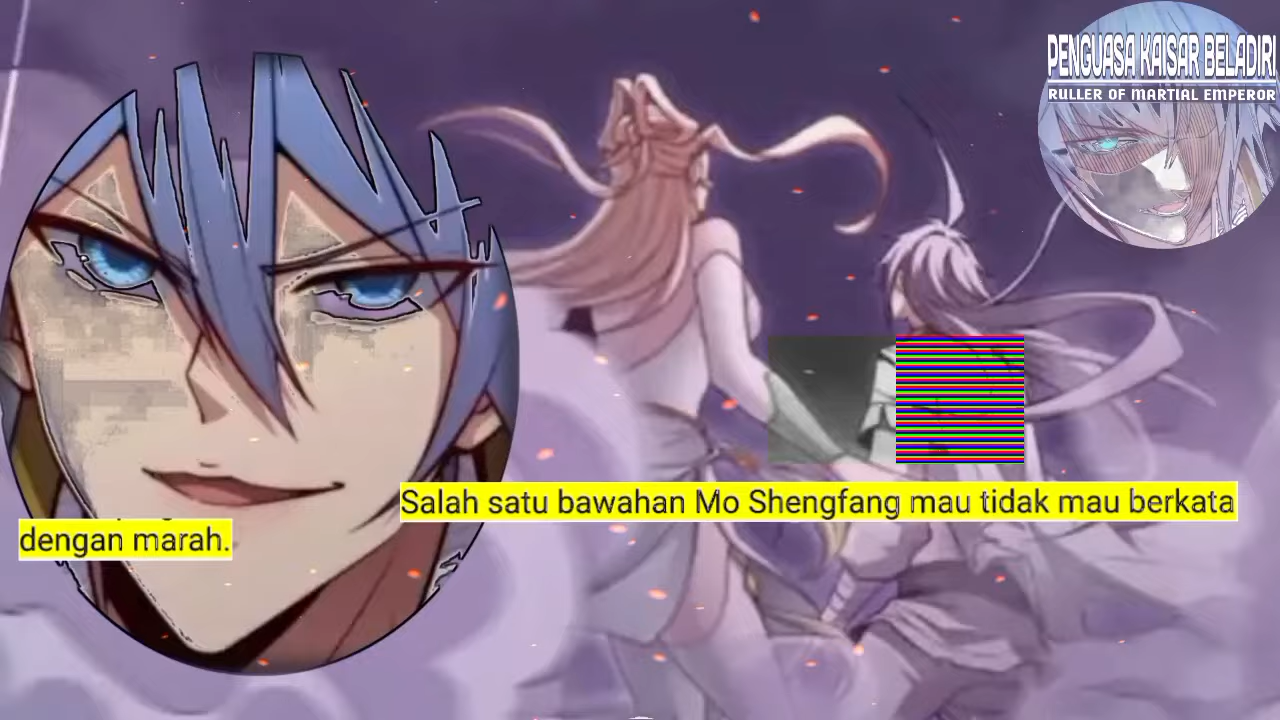 PENGUASA KAISAR BELADIRI
RULLER OF MARTIAL EMPEROR
Salah satu bawahan Mo Shengfang mau tidak mau berkata
dengan marah.